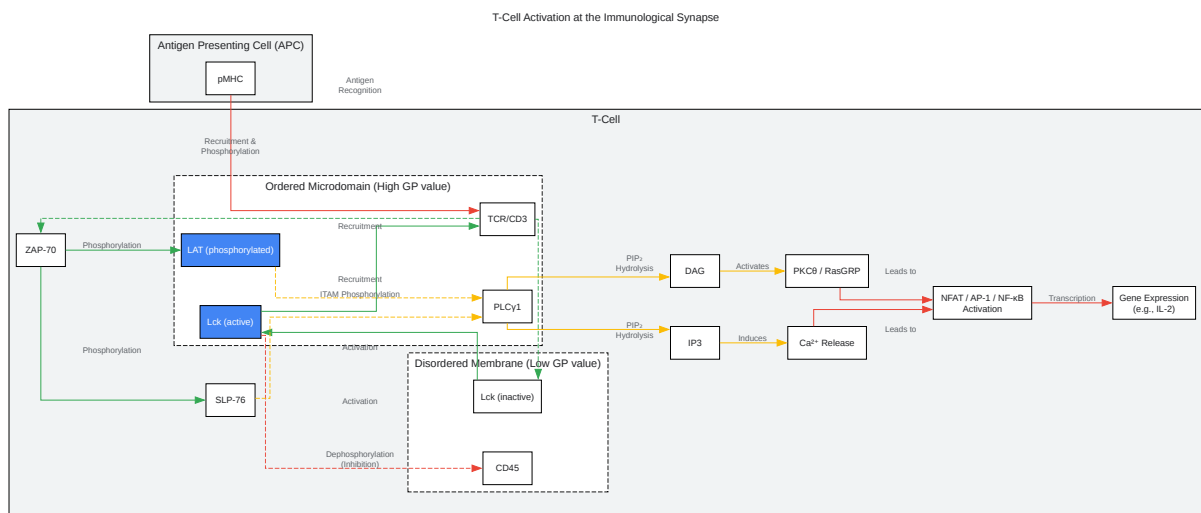 T-Cell Activation at the Immunological Synapse
Antigen Presenting Cell (APC)
pMHC
Antigen
Recognition
T-Cell
Recruitment &
Phosphorylation
Ordered Microdomain (High GP value)
TCR/CD3
Recruitment
ZAP-70
Phosphorylation
LAT (phosphorylated)
Recruitment
ITAM Phosphorylation
PLCγ1
Lck (active)
PIP₂
Hydrolysis
DAG
Activates
PKCθ / RasGRP
Leads to
NFAT / AP-1 / NF-κB
Activation
Transcription
Gene Expression
(e.g., IL-2)
PIP₂
Hydrolysis
IP3
Induces
Ca²⁺ Release
Leads to
Phosphorylation
Activation
Disordered Membrane (Low GP value)
SLP-76
Activation
Lck (inactive)
Dephosphorylation
(Inhibition)
CD45